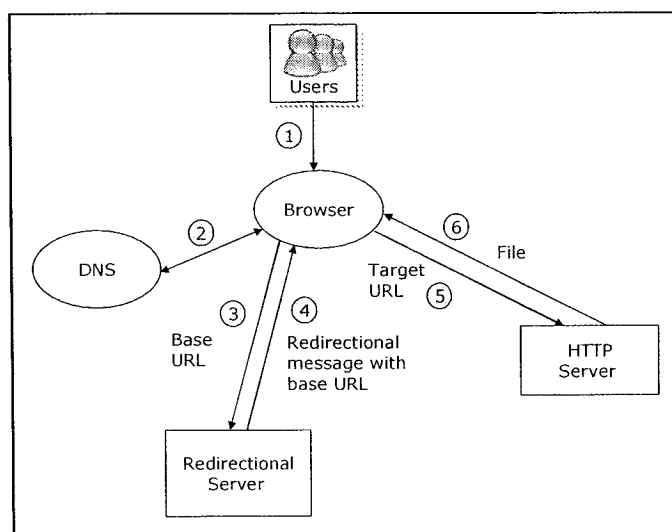 Users
1
Browser
2
6
File
DNS
Target
URL
5
3
4
Base
URL
Redirectional
message with
base URL
HTTP
Server
Redirectional
Server